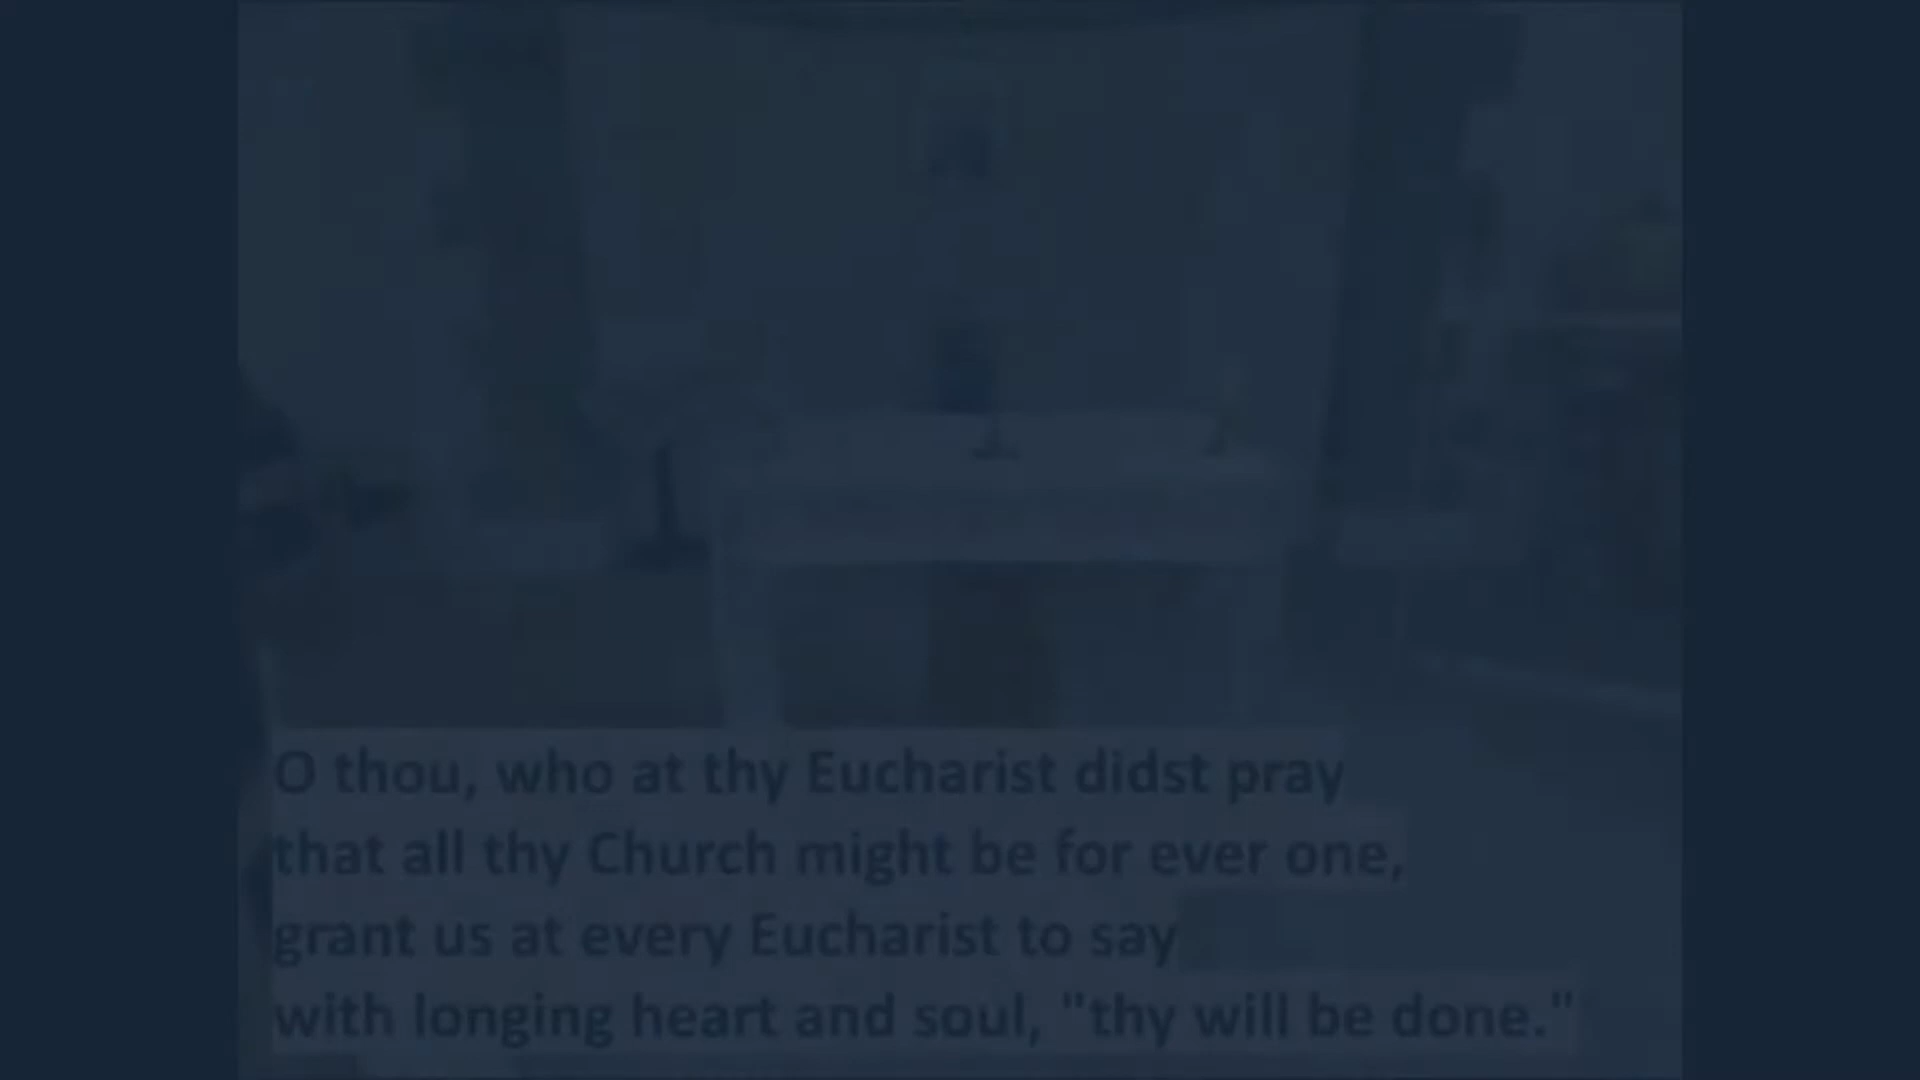 O thou, who at thy Eucharist didst pray
that all thy Church might be for ever one,
grant us at every Eucharist to say
with longing heart and soul, "thy will be done."